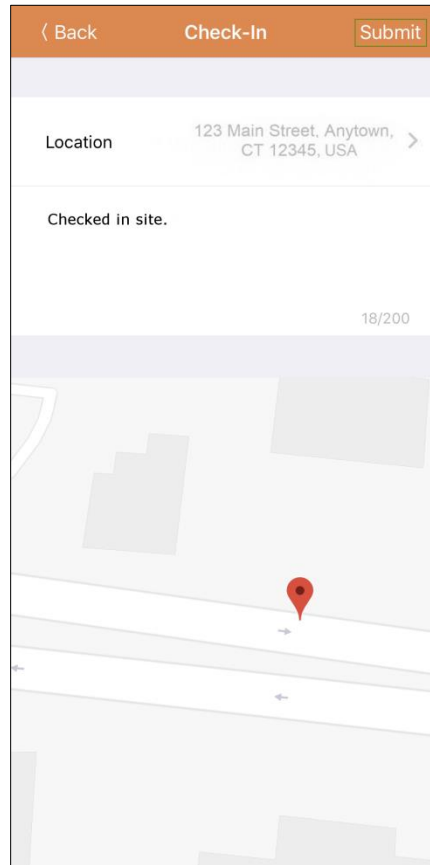 〈 Back
Check-In
Submit
Location
123 Main Street, Anytown,
CT 12345, USA
Checked in site.
18/200